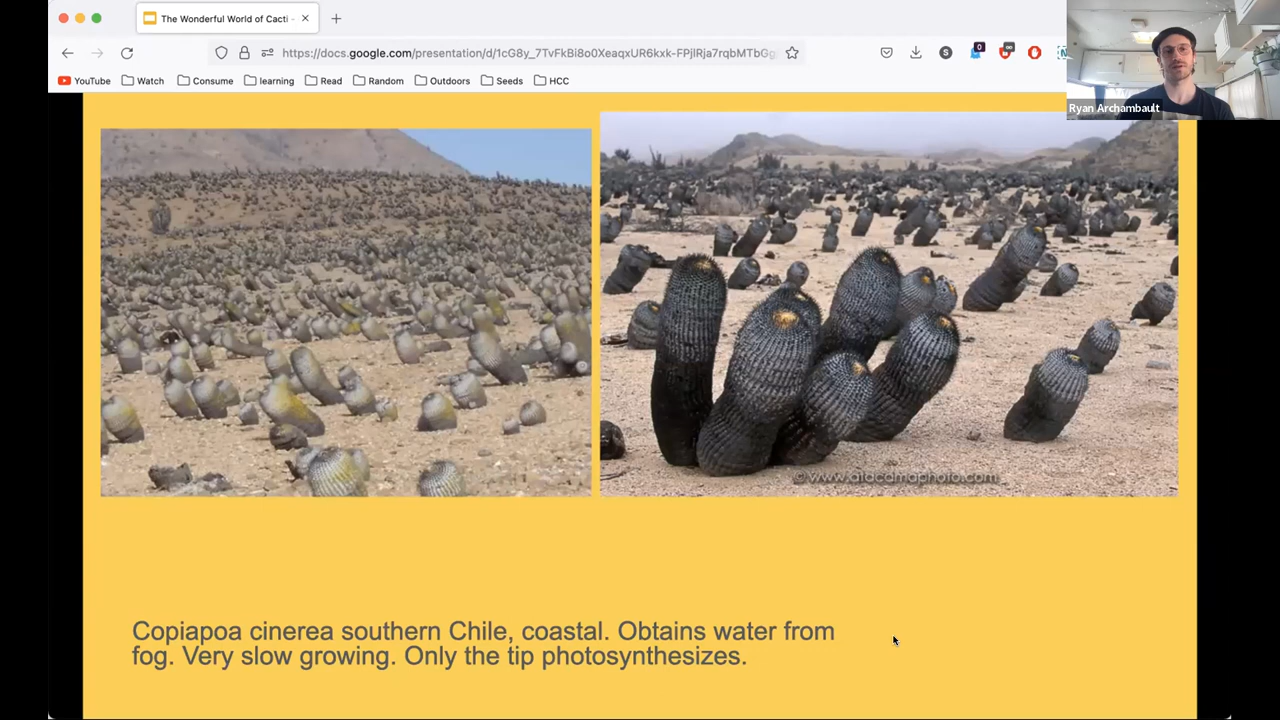 The Wonderful World of Cacti -
https://docs.google.com/presentation/d/1cG8y_7TvFkBi8o0XeaqxUR6kxk-FPjlRja7rqbMTbGg
S
0
YouTube
Watch
Consume
learning
Read
Random
Outdoors
Seeds
HCC
Ryan Archambault
© www.atacamaphoto.com
Copiapoa cinerea southern Chile, coastal. Obtains water from
fog. Very slow growing. Only the tip photosynthesizes.